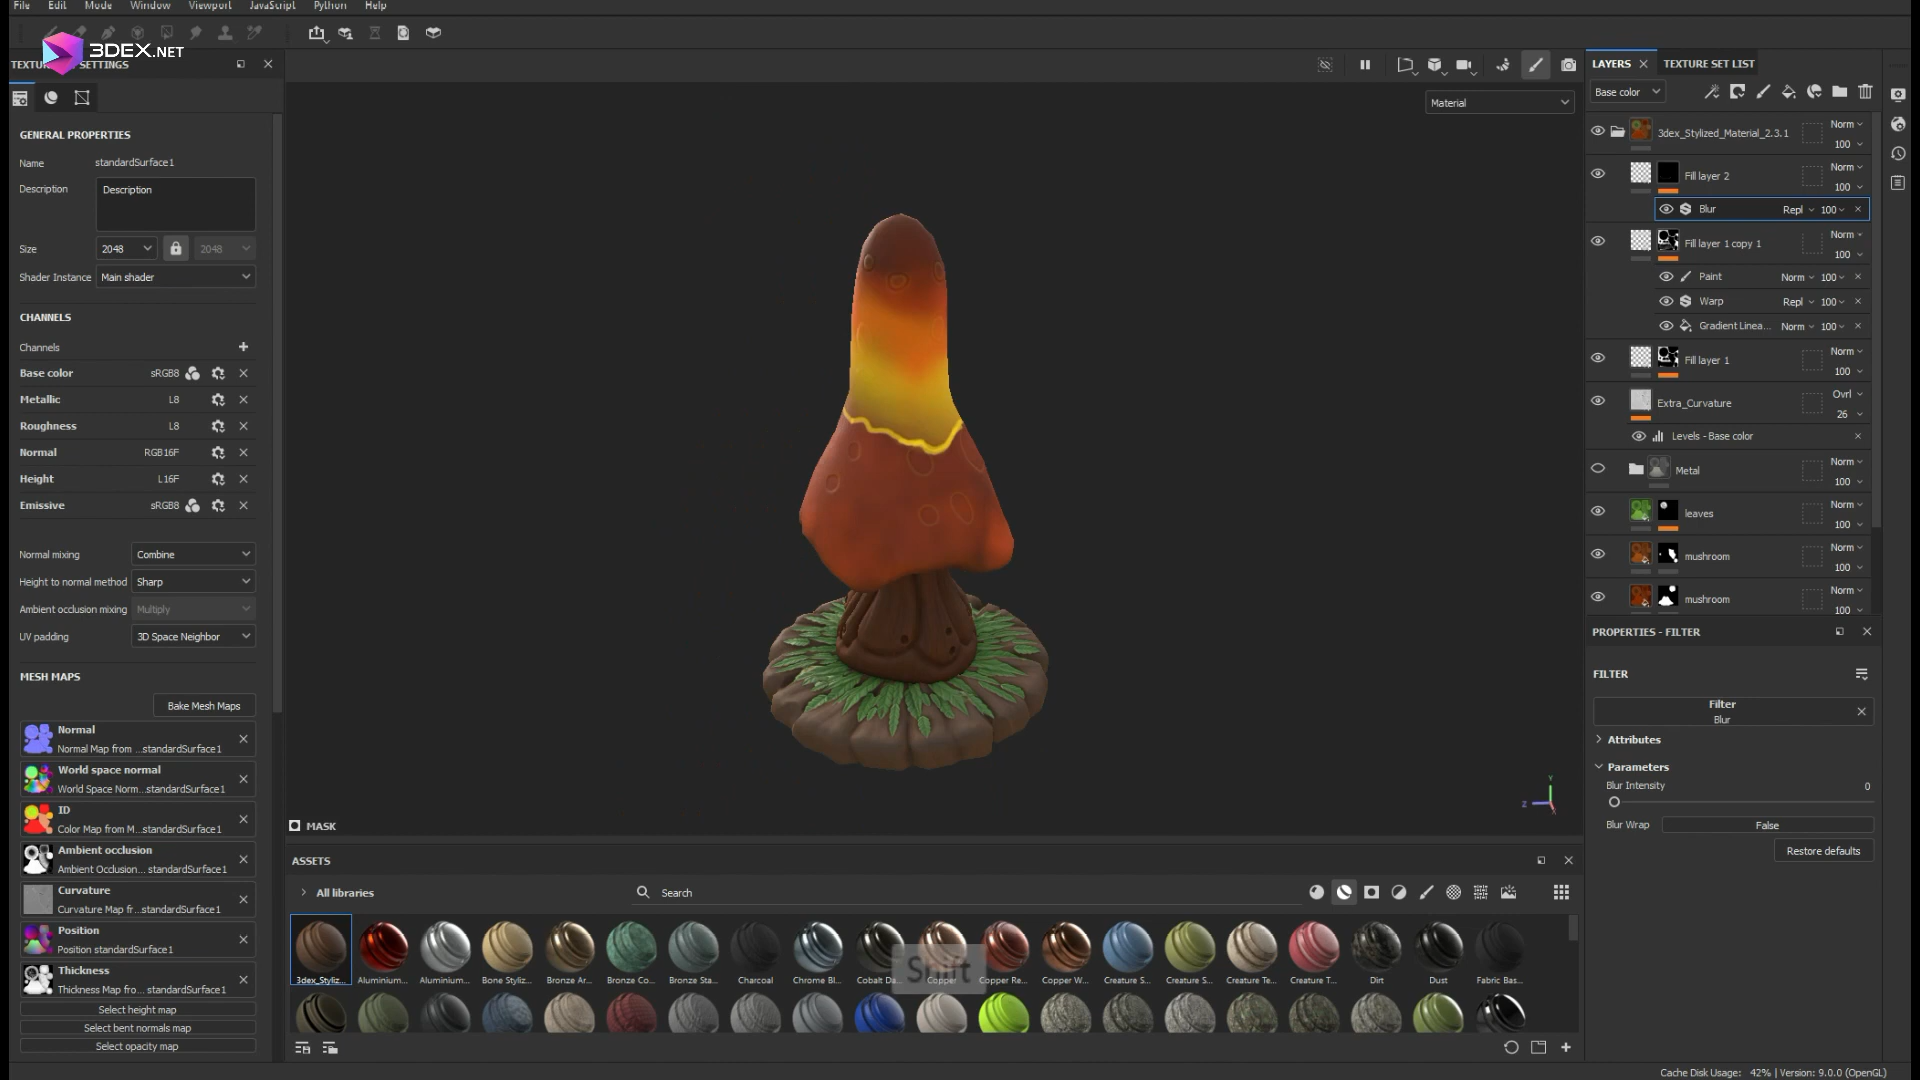 File Edit Mode Window Viewport JavaScript Python Help
3DEX.NET
SETTINGS
GENERAL PROPERTIES
Name standardSurface1
Description Description
Size 2048 2048
Shader Instance Main shader
CHANNELS
Channels
Base color sRGB8
Metallic L8
Roughness L8
Normal RGB16F
Height L16F
Emissive sRGB8
Normal mixing Combine
Height to normal method Sharp
Ambient occlusion mixing Multiply
UV padding 3D Space Neighbor
MESH MAPS
Bake Mesh Maps
Normal
Normal Map from ...standardSurface1
World space normal
World Space Norm...standardSurface1
ID
Color Map from M...standardSurface1
Ambient occlusion
Ambient Occlusion... standardSurface1
Curvature
Curvature Map fr...standardSurface1
Position
Position standardSurface1
Thickness
Thickness Map fro... standardSurface1
Select height map
Select bent normals map
Select opacity map
Material
Y
Z
MASK
ASSETS
All libraries Search
3dex_Styliz... Aluminium... Aluminium... Bone Styliz... Bronze Ar... Bronze Co... Bronze Sta... Charcoal Chrome Bl... Cobalt Da... Copper Copper Re... Copper W... Creature S... Creature S... Creature Te... Creature T... Dirt Dust Fabric Bas...
Shift
LAYERS TEXTURE SET LIST
Base color
3dex_Stylized_Material_2.3.1 Norm 100
Fill layer 2 Norm 100
Blur Repl 100
Fill layer 1 copy 1 Norm 100
Paint Norm 100
Warp Repl 100
Gradient Linea... Norm 100
Fill layer 1 Norm 100
Extra_Curvature Ovrl 26
Levels - Base color
Metal Norm 100
leaves Norm 100
mushroom Norm 100
mushroom Norm 100
PROPERTIES - FILTER
FILTER
Filter
Blur
Attributes
Parameters
Blur Intensity 0
Blur Wrap False
Restore defaults
Cache Disk Usage: 42% | Version: 9.0.0 (OpenGL)